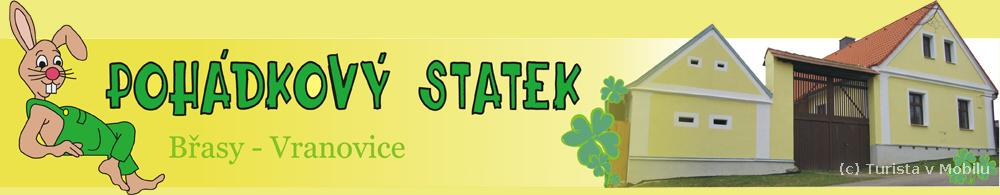 POHÁDKOVÝ STATEK
Břasy - Vranovice
(c) Turista v Mobilu